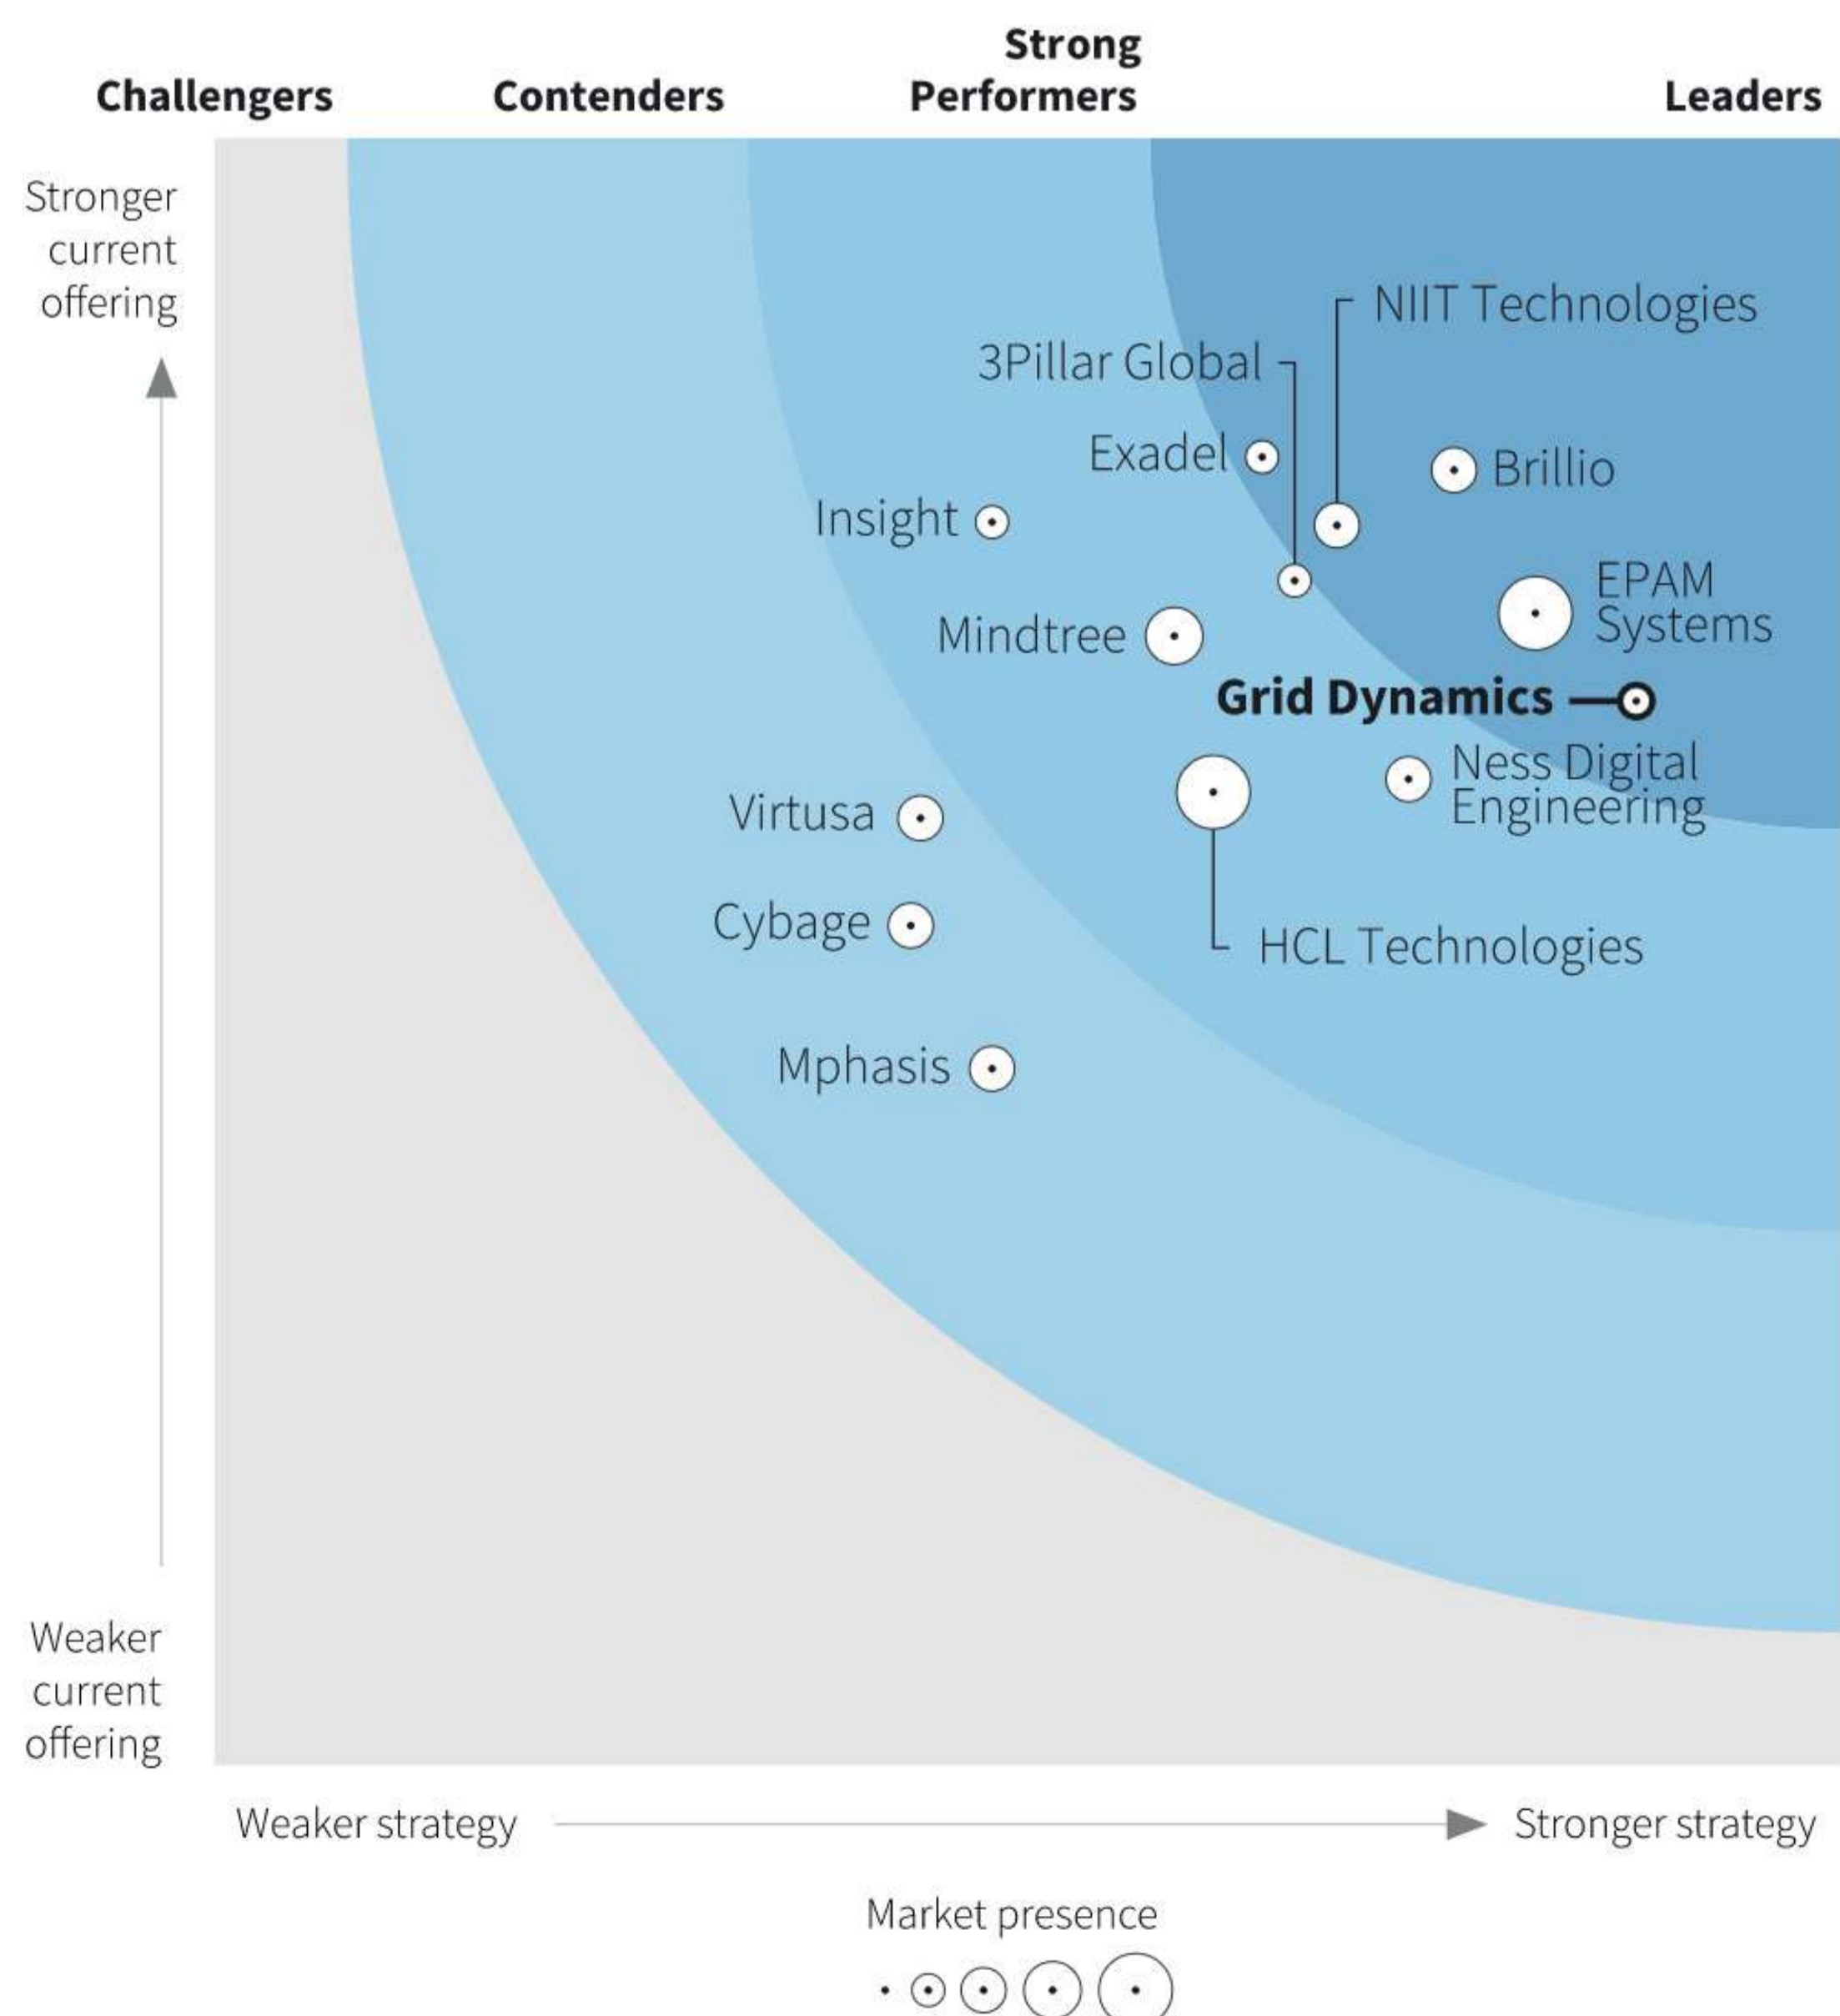 Strong
Challengers Contenders Performers Leaders
Stronger
current
offering
NIIT Technologies
3Pillar Global
Exadel
Brillio
Insight
EPAM
Systems
Mindtree
Grid Dynamics
Ness Digital
Engineering
Virtusa
Cybage
HCL Technologies
Mphasis
Weaker
current
offering
Weaker strategy
Stronger strategy
Market presence